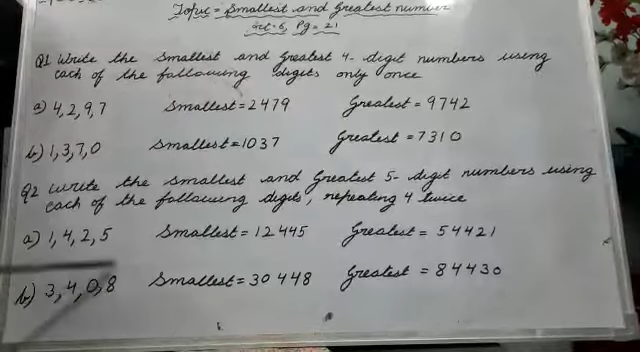 Topic = Smallest and Greatest number
Pg = 21
Q1 Write the Smallest and Greatest 4-digit numbers using
each of the following digits only once
a) 4,2,9,7 Smallest = 2479 Greatest = 9742
b) 1,3,7,0 Smallest = 1037 Greatest = 7310
Q2 Write the Smallest and Greatest 5-digit numbers using
each of the following digits, repeating 4 twice
a) 1,4,2,5 Smallest = 12445 Greatest = 54421
b) 3,4,0,8 Smallest = 30448 Greatest = 84430